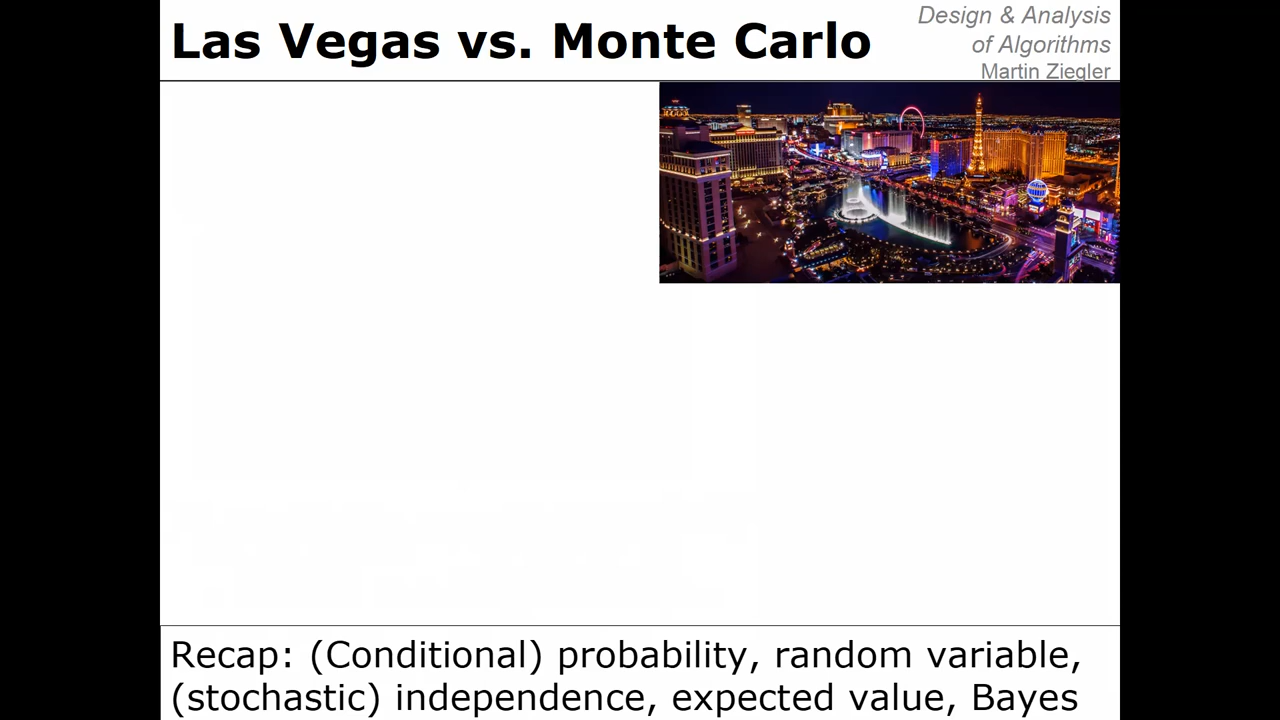 Las Vegas vs. Monte Carlo
Design & Analysis
of Algorithms
Martin Ziegler
Recap: (Conditional) probability, random variable,
(stochastic) independence, expected value, Bayes